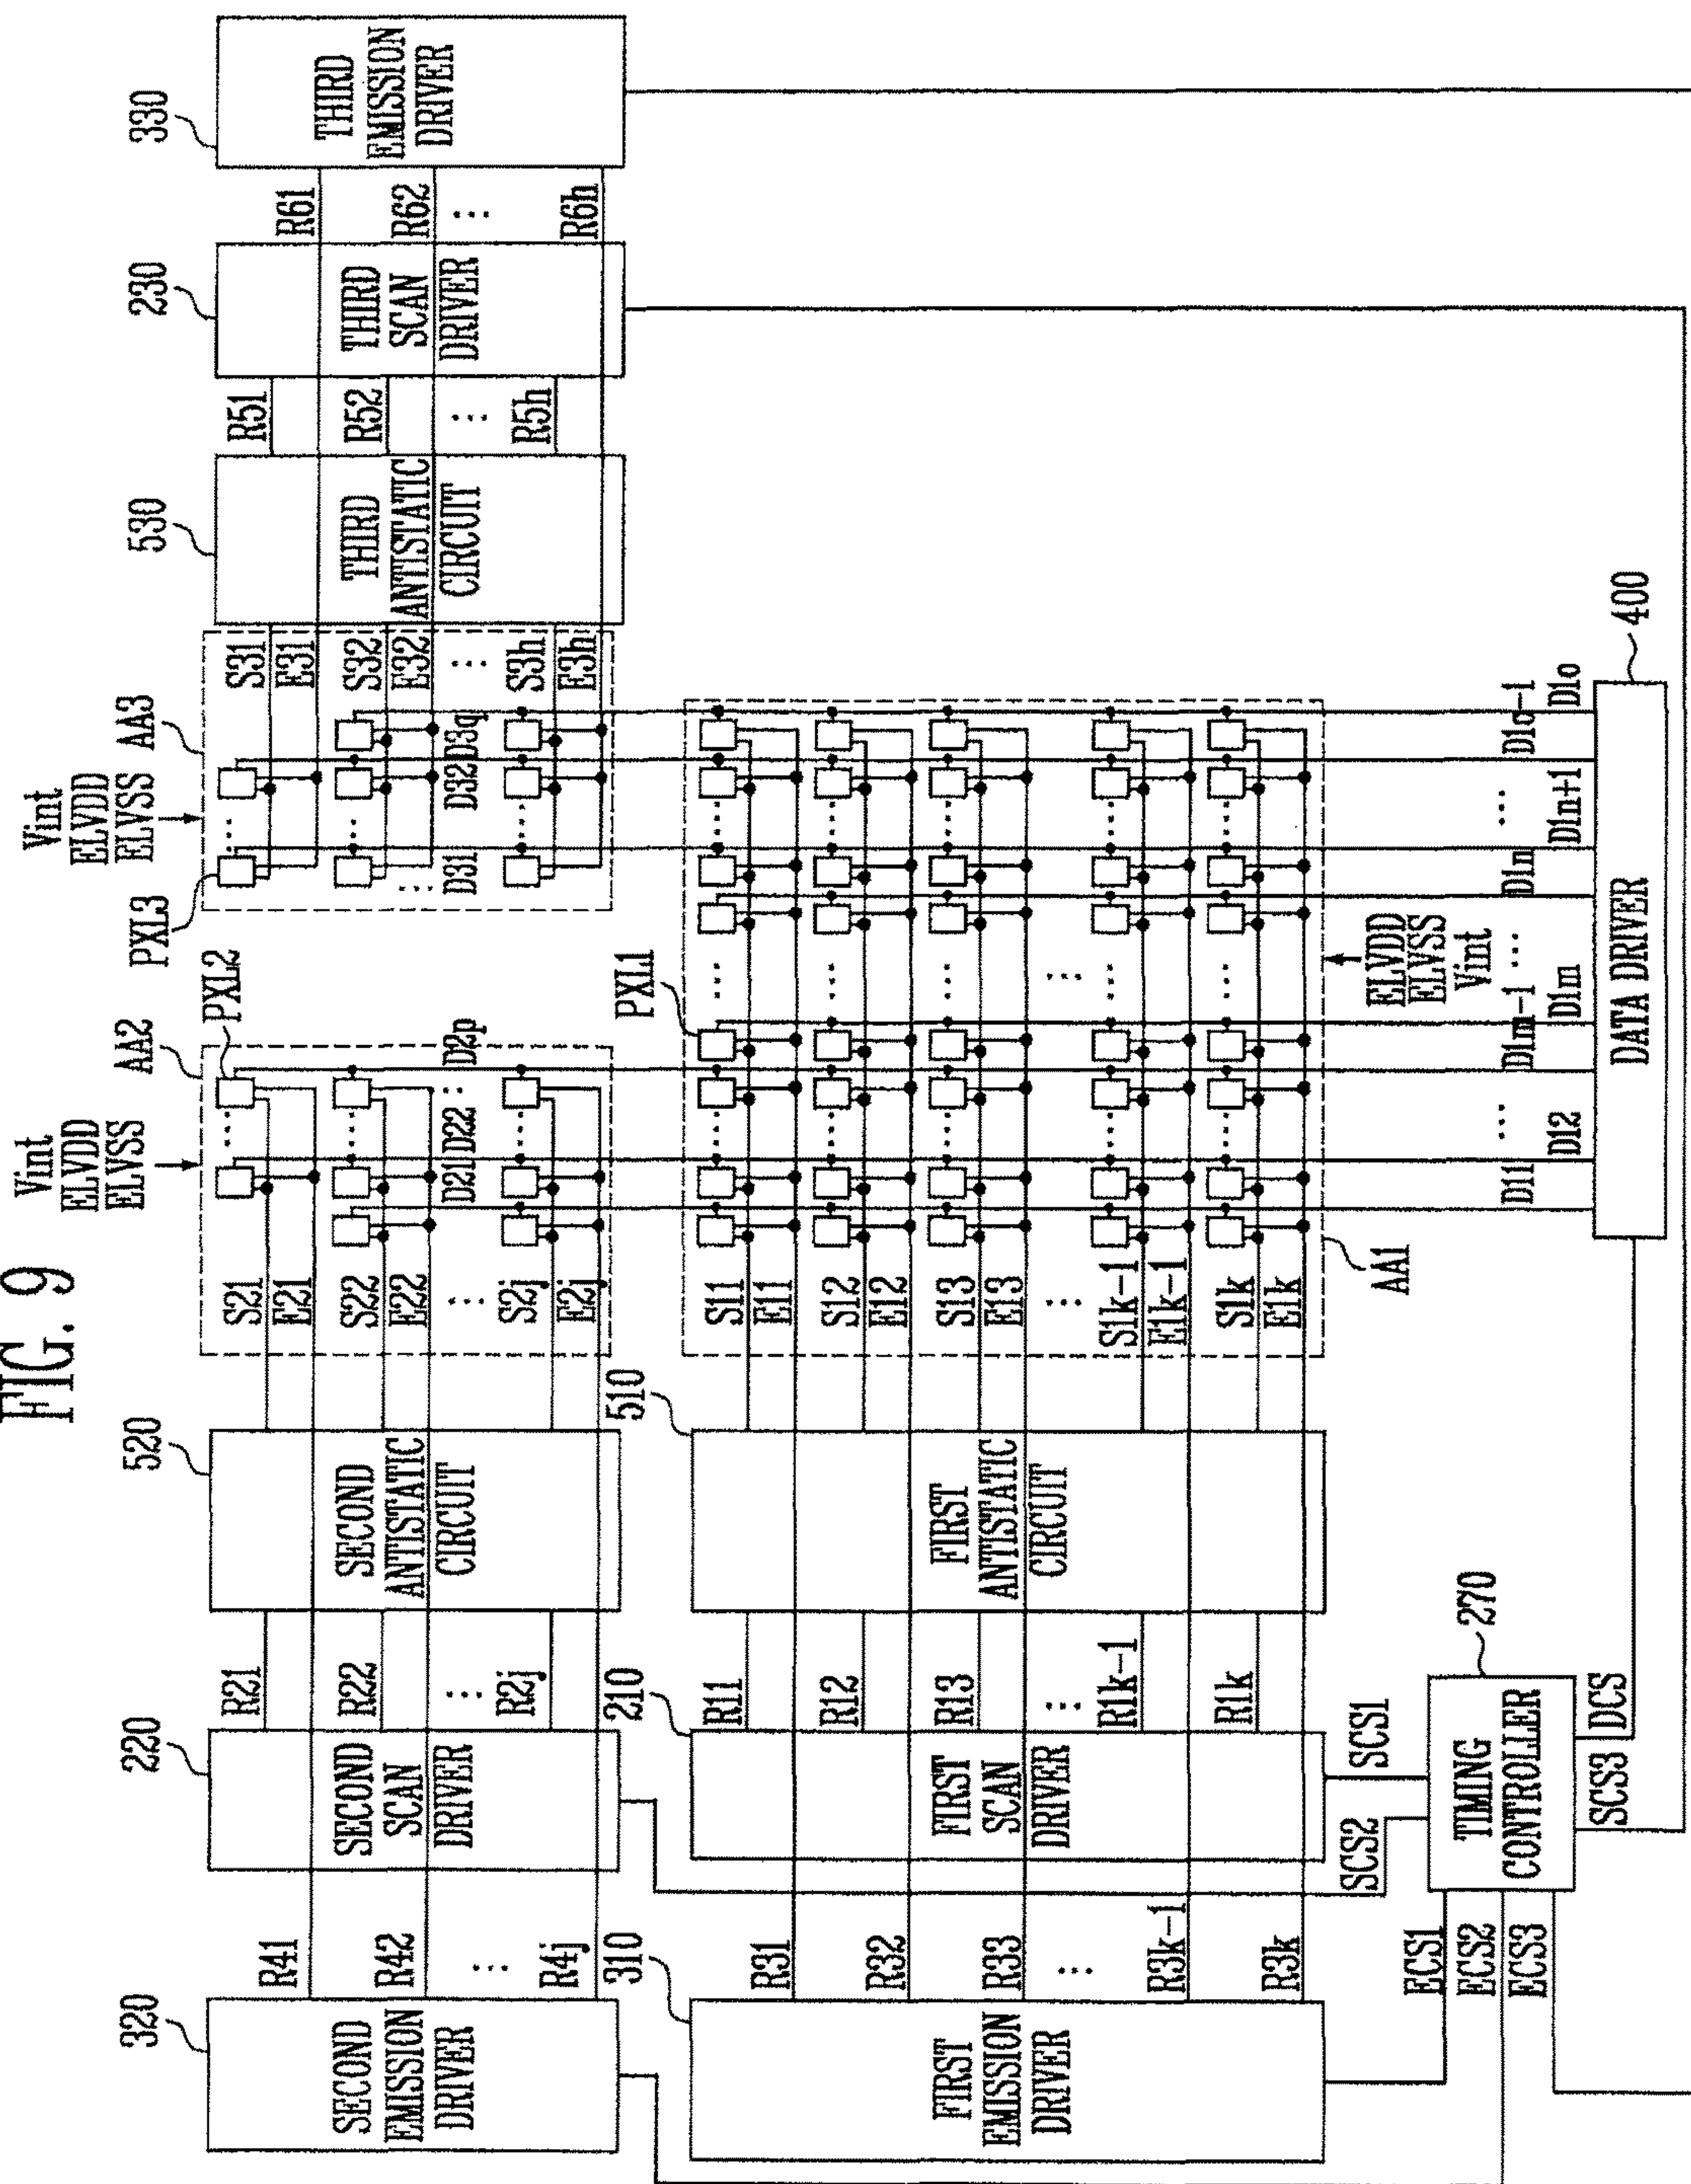 FIG. 9
320
SECOND
EMISSION
DRIVER
R41
R42
⋮
R4j
220
SECOND
SCAN
DRIVER
R21
R22
⋮
R2j
520
SECOND
ANTISTATIC
CIRCUIT
Vint
ELVDD
ELVSS
AA2
PXL2
S21
E21
S22
E22
⋮
S2j
E2j
D21
D22
...
D2p
Vint
ELVDD
ELVSS
PXL3
AA3
D31
...
D32
D3q
S31
E31
S32
E32
⋮
S3h
E3h
530
THIRD
ANTISTATIC
CIRCUIT
R51
R52
⋮
R5h
230
THIRD
SCAN
DRIVER
R61
R62
⋮
R6h
330
THIRD
EMISSION
DRIVER
310
FIRST
EMISSION
DRIVER
R31
R32
R33
⋮
R3k-1
R3k
210
FIRST
SCAN
DRIVER
R11
R12
R13
⋮
R1k-1
R1k
510
FIRST
ANTISTATIC
CIRCUIT
S11
E11
S12
E12
S13
E13
⋮
S1k-1
E1k-1
S1k
E1k
PXL1
AA1
ELVDD
ELVSS
Vint
D11
D12
...
D1m-1
D1m
...
D1n
D1n+1
...
D1o-1
D1o
DATA DRIVER
400
ECS1
ECS2
ECS3
SCS2
SCS1
TIMING
CONTROLLER
270
SCS3
DCS